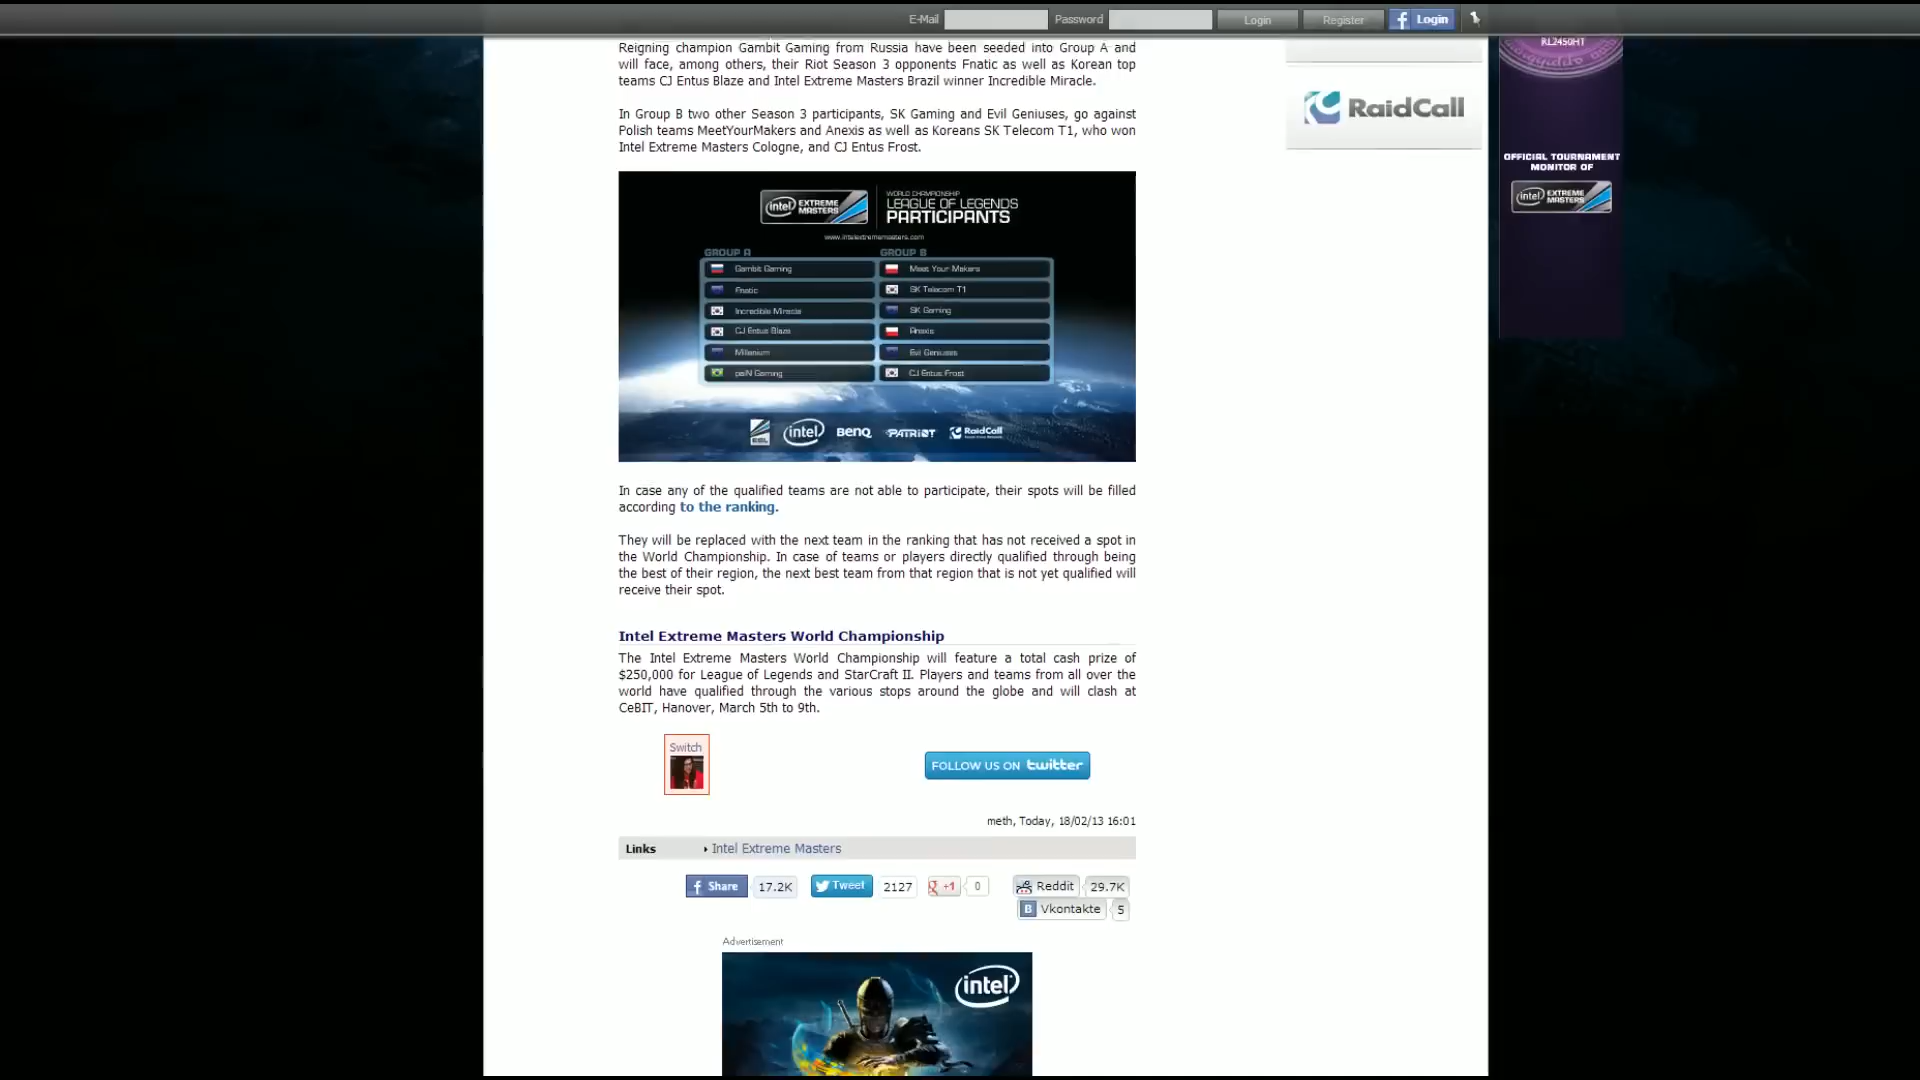 E-Mail Password Login Register Login
Reigning champion Gambit Gaming from Russia have been seeded into Group A and
will face, among others, their Riot Season 3 opponents Fnatic as well as Korean top
teams CJ Entus Blaze and Intel Extreme Masters Brazil winner Incredible Miracle.
In Group B two other Season 3 participants, SK Gaming and Evil Geniuses, go against
Polish teams MeetYourMakers and Anexis as well as Koreans SK Telecom T1, who won
Intel Extreme Masters Cologne, and CJ Entus Frost.
intel EXTREME MASTERS
WORLD CHAMPIONSHIP
LEAGUE OF LEGENDS
PARTICIPANTS
www.intelextrememasters.com
GROUP A GROUP B
Gambit Gaming Meet Your Makers
Fnatic SK Telecom T1
Incredible Miracle SK Gaming
CJ Entus Blaze Anexis
Millenium Evil Geniuses
paiN Gaming CJ Entus Frost
ESL intel BenQ PATRIOT RaidCall
In case any of the qualified teams are not able to participate, their spots will be filled
according to the ranking.
They will be replaced with the next team in the ranking that has not received a spot in
the World Championship. In case of teams or players directly qualified through being
the best of their region, the next best team from that region that is not yet qualified will
receive their spot.
Intel Extreme Masters World Championship
The Intel Extreme Masters World Championship will feature a total cash prize of
$250,000 for League of Legends and StarCraft II. Players and teams from all over the
world have qualified through the various stops around the globe and will clash at
CeBIT, Hanover, March 5th to 9th.
Switch
FOLLOW US ON twitter
meth, Today, 18/02/13 16:01
Links Intel Extreme Masters
Share 17.2K Tweet 2127 +1 0 Reddit 29.7K
B Vkontakte 5
Advertisement
intel
RaidCall
RL2450HT
OFFICIAL TOURNAMENT
MONITOR OF
intel EXTREME MASTERS